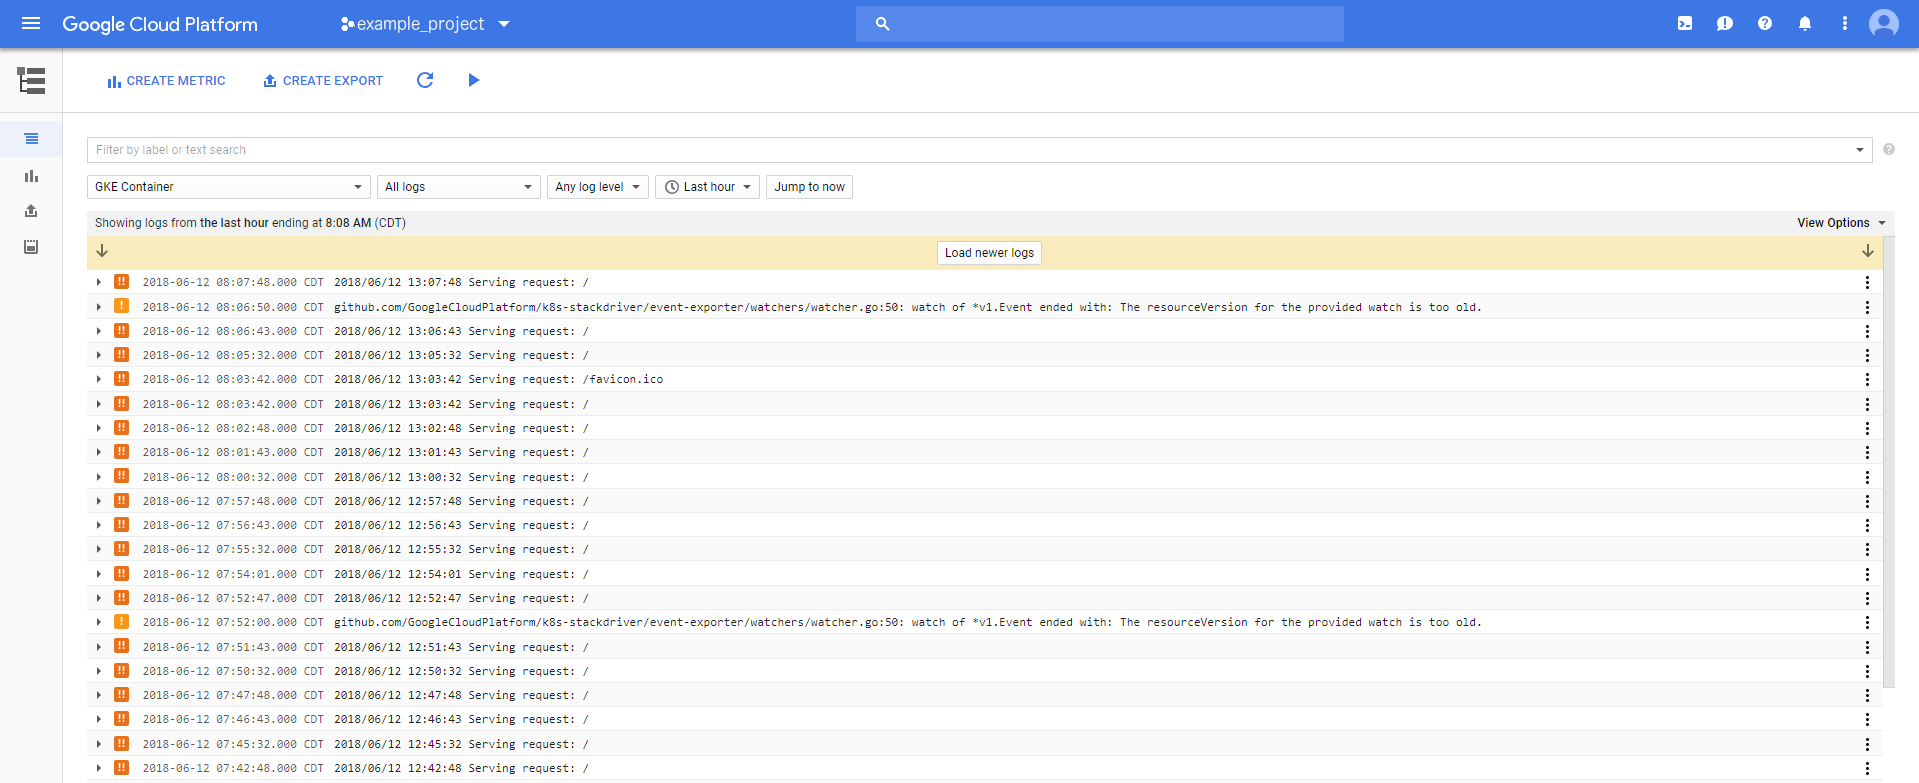 Google Cloud Platform example_project
CREATE METRIC CREATE EXPORT
Filter by label or text search
GKE Container All logs Any log level Last hour Jump to now
Showing logs from the last hour ending at 8:08 AM (CDT) View Options
Load newer logs
2018-06-12 08:07:48.000 CDT 2018/06/12 13:07:48 Serving request: /
2018-06-12 08:06:50.000 CDT github.com/GoogleCloudPlatform/k8s-stackdriver/event-exporter/watchers/watcher.go:50: watch of *v1.Event ended with: The resourceVersion for the provided watch is too old.
2018-06-12 08:06:43.000 CDT 2018/06/12 13:06:43 Serving request: /
2018-06-12 08:05:32.000 CDT 2018/06/12 13:05:32 Serving request: /
2018-06-12 08:03:42.000 CDT 2018/06/12 13:03:42 Serving request: /favicon.ico
2018-06-12 08:03:42.000 CDT 2018/06/12 13:03:42 Serving request: /
2018-06-12 08:02:48.000 CDT 2018/06/12 13:02:48 Serving request: /
2018-06-12 08:01:43.000 CDT 2018/06/12 13:01:43 Serving request: /
2018-06-12 08:00:32.000 CDT 2018/06/12 13:00:32 Serving request: /
2018-06-12 07:57:48.000 CDT 2018/06/12 12:57:48 Serving request: /
2018-06-12 07:56:43.000 CDT 2018/06/12 12:56:43 Serving request: /
2018-06-12 07:55:32.000 CDT 2018/06/12 12:55:32 Serving request: /
2018-06-12 07:54:01.000 CDT 2018/06/12 12:54:01 Serving request: /
2018-06-12 07:52:47.000 CDT 2018/06/12 12:52:47 Serving request: /
2018-06-12 07:52:00.000 CDT github.com/GoogleCloudPlatform/k8s-stackdriver/event-exporter/watchers/watcher.go:50: watch of *v1.Event ended with: The resourceVersion for the provided watch is too old.
2018-06-12 07:51:43.000 CDT 2018/06/12 12:51:43 Serving request: /
2018-06-12 07:50:32.000 CDT 2018/06/12 12:50:32 Serving request: /
2018-06-12 07:47:48.000 CDT 2018/06/12 12:47:48 Serving request: /
2018-06-12 07:46:43.000 CDT 2018/06/12 12:46:43 Serving request: /
2018-06-12 07:45:32.000 CDT 2018/06/12 12:45:32 Serving request: /
2018-06-12 07:42:48.000 CDT 2018/06/12 12:42:48 Serving request: /